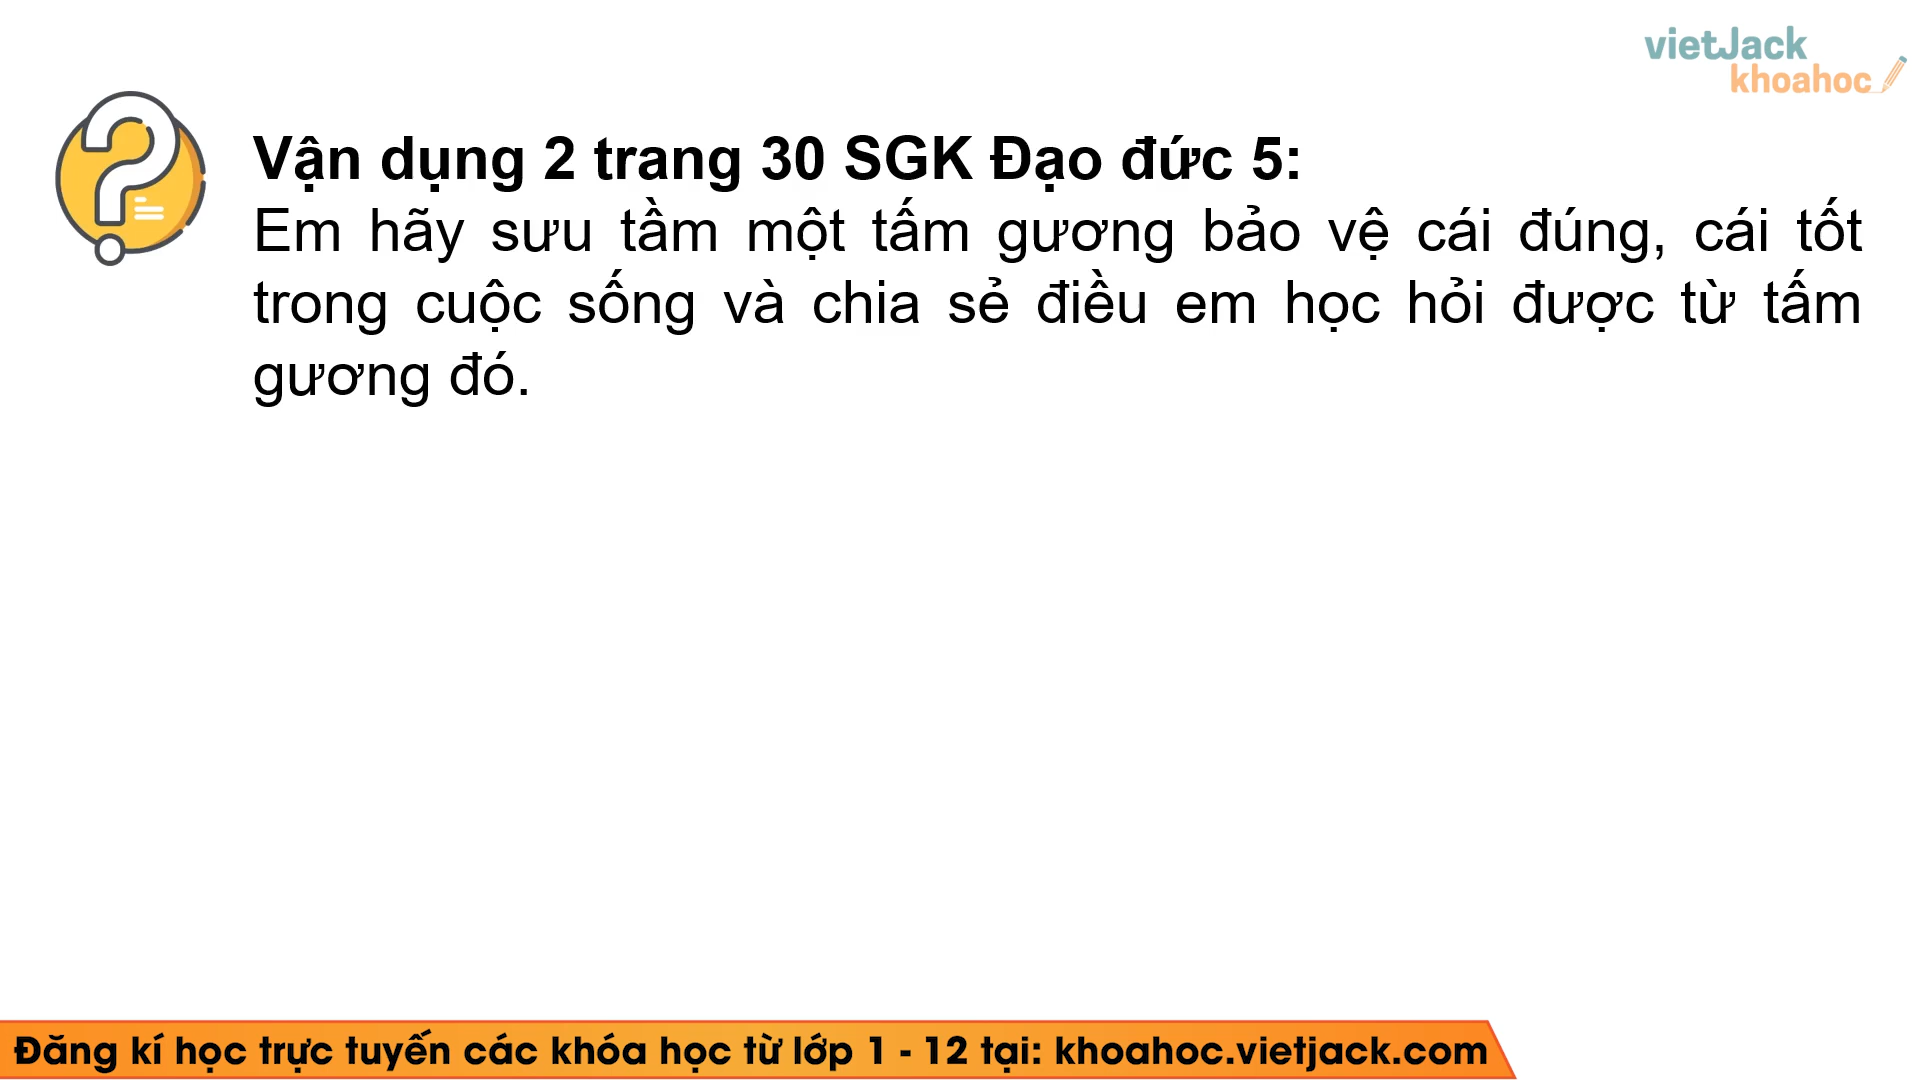 vietJack
khoahoc
Vận dụng 2 trang 30 SGK Đạo đức 5:
Em hãy sưu tầm một tấm gương bảo vệ cái đúng, cái tốt
trong cuộc sống và chia sẻ điều em học hỏi được từ tấm
gương đó.
Đăng kí học trực tuyến các khóa học từ lớp 1 - 12 tại: khoahoc.vietjack.com